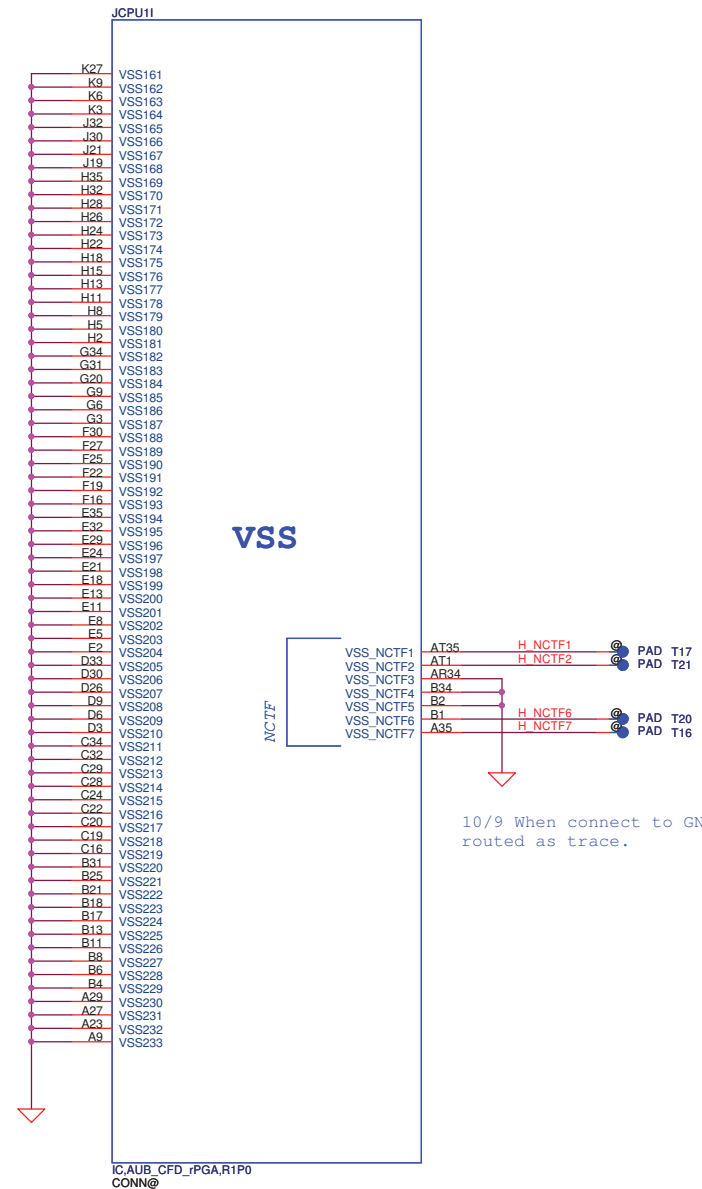 JCPU1I
K27 VSS161
K9 VSS162
K6 VSS163
K3 VSS164
J32 VSS165
J30 VSS166
J21 VSS167
J19 VSS168
H35 VSS169
H32 VSS170
H28 VSS171
H26 VSS172
H24 VSS173
H22 VSS174
H18 VSS175
H15 VSS176
H13 VSS177
H11 VSS178
H8 VSS179
H5 VSS180
H2 VSS181
G34 VSS182
G31 VSS183
G20 VSS184
G9 VSS185
G6 VSS186
G3 VSS187
F30 VSS188
F27 VSS189
F25 VSS190
F22 VSS191
F19 VSS192
F16 VSS193
E35 VSS194
E32 VSS195
E29 VSS196
E24 VSS197
E21 VSS198
E18 VSS199
E13 VSS200
E11 VSS201
E8 VSS202
E5 VSS203
E2 VSS204
D33 VSS205
D30 VSS206
D26 VSS207
D9 VSS208
D6 VSS209
D3 VSS210
C34 VSS211
C32 VSS212
C29 VSS213
C28 VSS214
C24 VSS215
C22 VSS216
C20 VSS217
C19 VSS218
C16 VSS219
B31 VSS220
B25 VSS221
B21 VSS222
B18 VSS223
B17 VSS224
B13 VSS225
B11 VSS226
B8 VSS227
B6 VSS228
B4 VSS229
A29 VSS230
A27 VSS231
A23 VSS232
A9 VSS233
VSS
NCTF
VSS_NCTF1 AT35 H_NCTF1 @ PAD T17
VSS_NCTF2 AT1 H_NCTF2 @ PAD T21
VSS_NCTF3 AR34
VSS_NCTF4 B34
VSS_NCTF5 B2
VSS_NCTF6 B1 H_NCTF6 @ PAD T20
VSS_NCTF7 A35 H_NCTF7 @ PAD T16
10/9 When connect to GN
routed as trace.
IC,AUB_CFD_rPGA,R1P0
CONN@